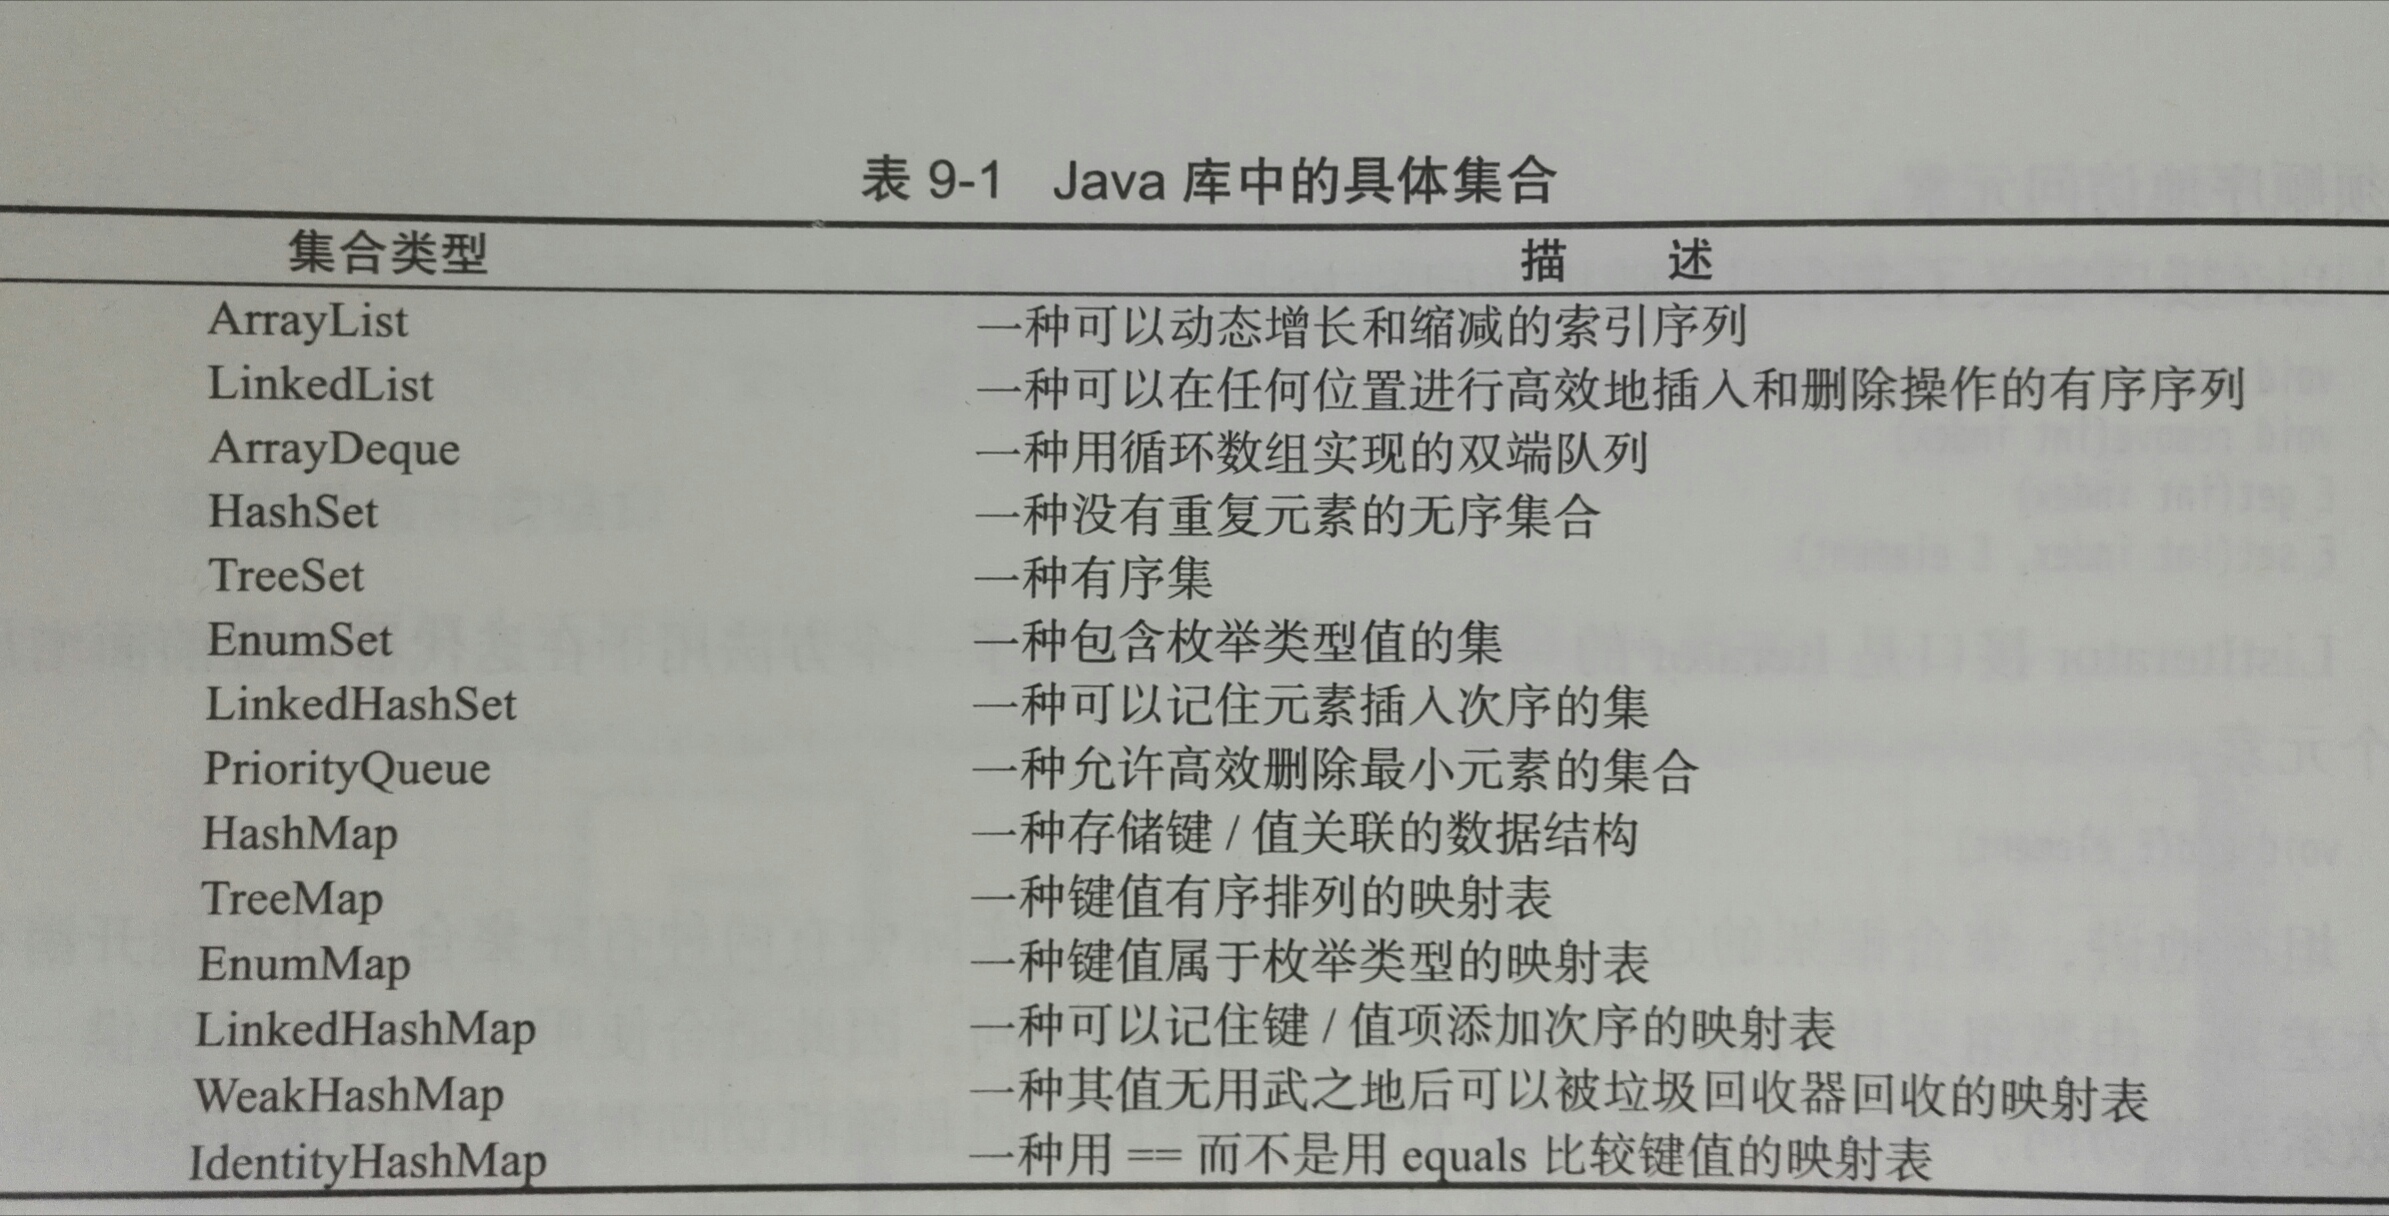 表 9-1 Java 库中的具体集合
集合类型 描 述
ArrayList 一种可以动态增长和缩减的索引序列
LinkedList 一种可以在任何位置进行高效地插入和删除操作的有序序列
ArrayDeque 一种用循环数组实现的双端队列
HashSet 一种没有重复元素的无序集合
TreeSet 一种有序集
EnumSet 一种包含枚举类型值的集
LinkedHashSet 一种可以记住元素插入次序的集
PriorityQueue 一种允许高效删除最小元素的集合
HashMap 一种存储键 / 值关联的数据结构
TreeMap 一种键值有序排列的映射表
EnumMap 一种键值属于枚举类型的映射表
LinkedHashMap 一种可以记住键 / 值项添加次序的映射表
WeakHashMap 一种其值无用武之地后可以被垃圾回收器回收的映射表
IdentityHashMap 一种用 == 而不是用 equals 比较键值的映射表